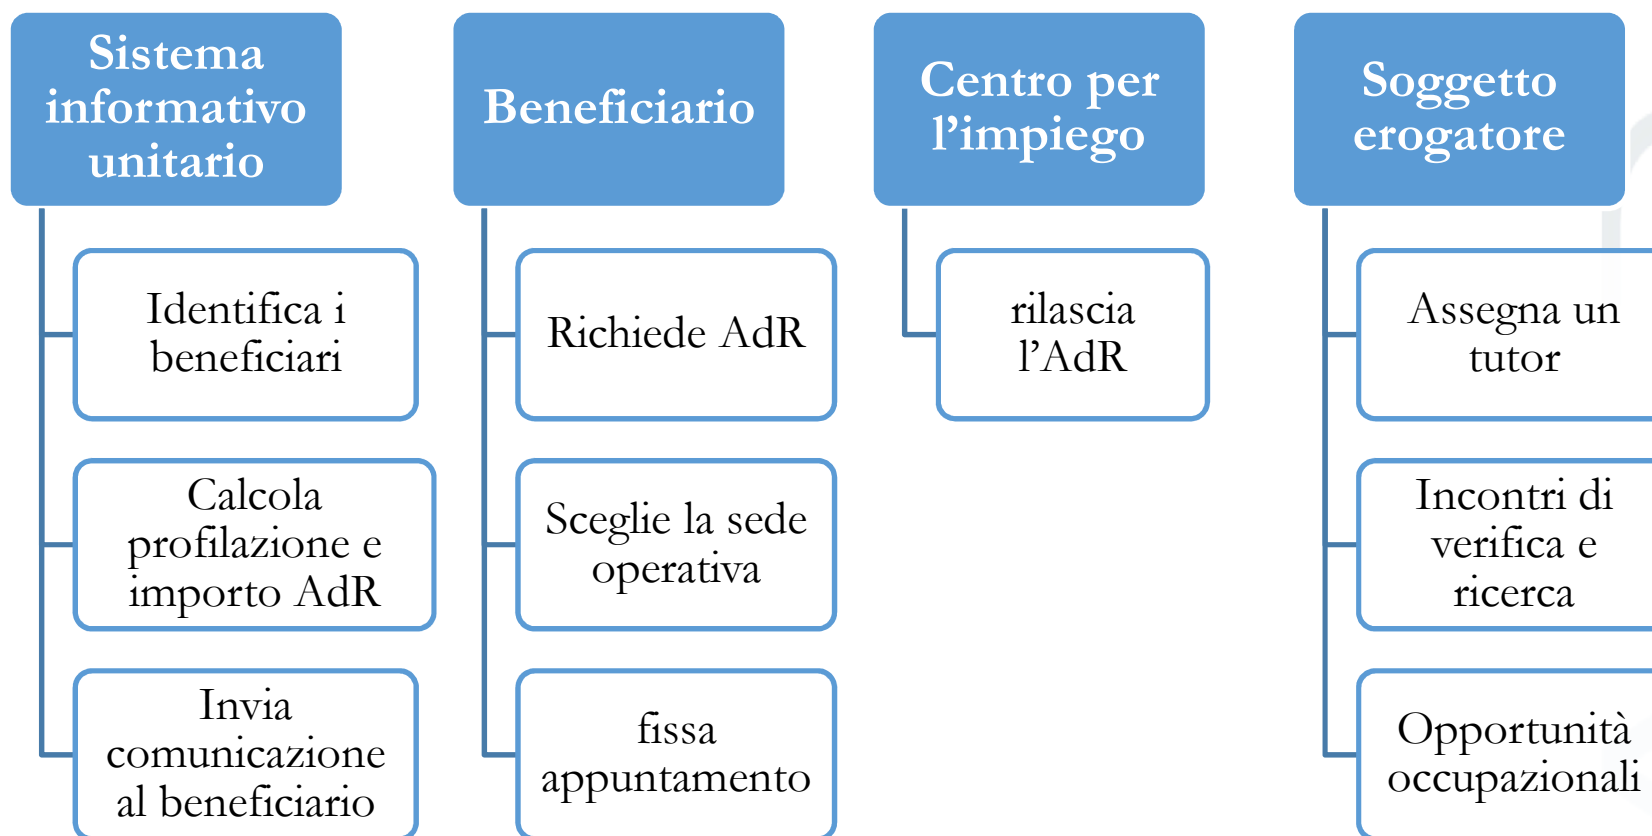 Sistema
informativo
unitario
Identifica i
beneficiari
Calcola
profilazione e
importo AdR
Invia
comunicazione
al beneficiario
Beneficiario
Richiede AdR
Sceglie la sede
operativa
fissa
appuntamento
Centro per
l’impiego
rilascia
l’AdR
Soggetto
erogatore
Assegna un
tutor
Incontri di
verifica e
ricerca
Opportunità
occupazionali